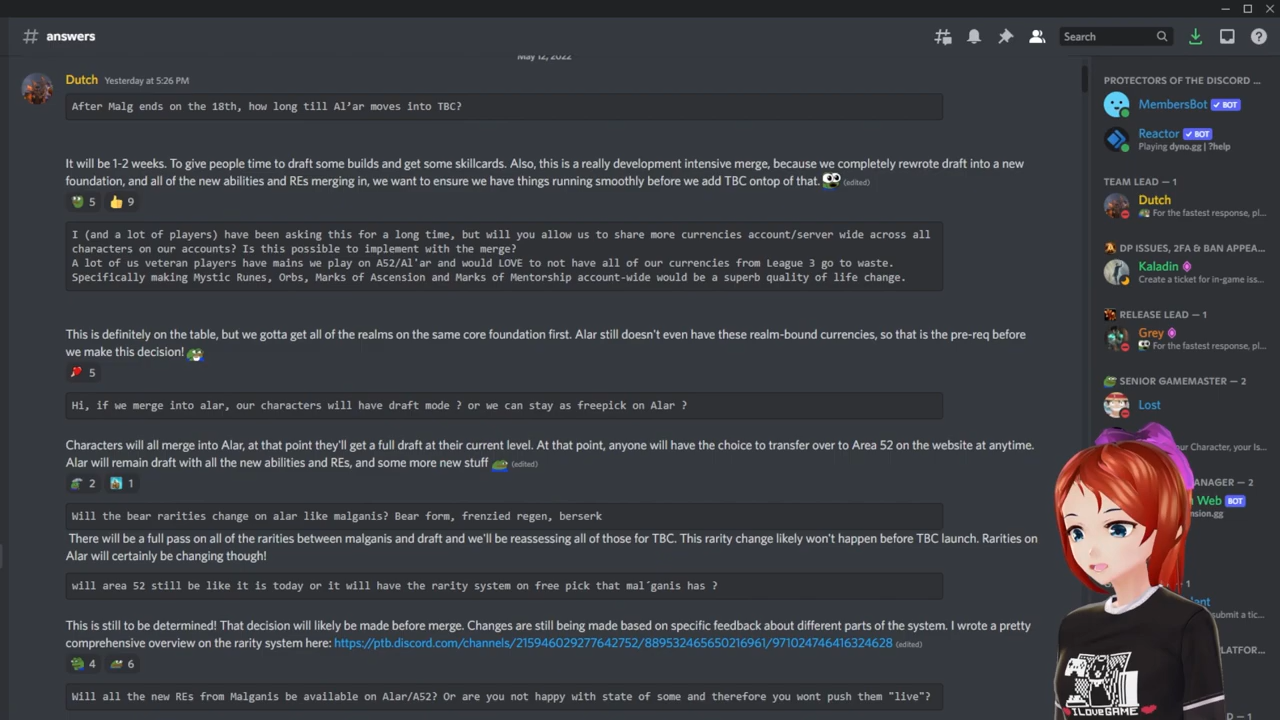 answers
Search
May 12, 2022
Dutch Yesterday at 5:26 PM
After Malg ends on the 18th, how long till Al’ar moves into TBC?
It will be 1-2 weeks. To give people time to draft some builds and get some skillcards. Also, this is a really development intensive merge, because we completely rewrote draft into a new
foundation, and all of the new abilities and REs merging in, we want to ensure we have things running smoothly before we add TBC ontop of that. (edited)
5 9
I (and a lot of players) have been asking this for a long time, but will you allow us to share more currencies account/server wide across all
characters on our accounts? Is this possible to implement with the merge?
A lot of us veteran players have mains we play on A52/Al'ar and would LOVE to not have all of our currencies from League 3 go to waste.
Specifically making Mystic Runes, Orbs, Marks of Ascension and Marks of Mentorship account-wide would be a superb quality of life change.
This is definitely on the table, but we gotta get all of the realms on the same core foundation first. Alar still doesn't even have these realm-bound currencies, so that is the pre-req before
we make this decision!
5
Hi, if we merge into alar, our characters will have draft mode ? or we can stay as freepick on Alar ?
Characters will all merge into Alar, at that point they'll get a full draft at their current level. At that point, anyone will have the choice to transfer over to Area 52 on the website at anytime.
Alar will remain draft with all the new abilities and REs, and some more new stuff (edited)
2 1
Will the bear rarities change on alar like malganis? Bear form, frenzied regen, berserk
There will be a full pass on all of the rarities between malganis and draft and we'll be reassessing all of those for TBC. This rarity change likely won't happen before TBC launch. Rarities on
Alar will certainly be changing though!
will area 52 still be like it is today or it will have the rarity system on free pick that mal´ganis has ?
This is still to be determined! That decision will likely be made before merge. Changes are still being made based on specific feedback about different parts of the system. I wrote a pretty
comprehensive overview on the rarity system here: https://ptb.discord.com/channels/215946029277642752/889532465650216961/971024746416324628 (edited)
4 6
Will all the new REs from Malganis be available on Alar/A52? Or are you not happy with state of some and therefore you wont push them "live"?
PROTECTORS OF THE DISCORD ...
MembersBot BOT
Reactor BOT
Playing dyno.gg | ?help
TEAM LEAD — 1
Dutch
For the fastest response, pl...
DP ISSUES, 2FA & BAN APPEA...
Kaladin
Create a ticket for in-game iss...
RELEASE LEAD — 1
Grey
For the fastest response, pl...
SENIOR GAMEMASTER — 2
Lost
ur Character, your Is...
ANAGER — 2
Web BOT
nsion.gg
1
ant
submit a tic...
LATFOR...
D — 1
I LoveGAME